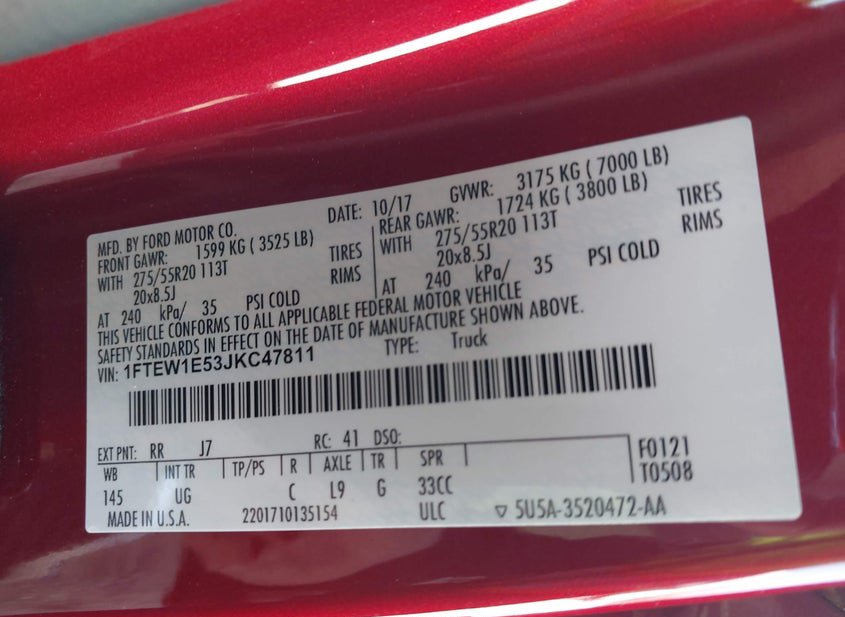 MFD. BY FORD MOTOR CO. DATE: 10/17 GVWR: 3175 KG ( 7000 LB)
FRONT GAWR: 1599 KG ( 3525 LB) REAR GAWR: 1724 KG ( 3800 LB)
WITH 275/55R20 113T TIRES WITH 275/55R20 113T TIRES
20x8.5J RIMS 20x8.5J RIMS
AT 240 kPa/ 35 PSI COLD AT 240 kPa/ 35 PSI COLD
THIS VEHICLE CONFORMS TO ALL APPLICABLE FEDERAL MOTOR VEHICLE
SAFETY STANDARDS IN EFFECT ON THE DATE OF MANUFACTURE SHOWN ABOVE.
VIN: 1FTEW1E53JKC47811 TYPE: Truck
EXT PNT: RR J7 RC: 41 DSO:
WB INT TR TP/PS R AXLE TR SPR F0121
145 UG C L9 G 33CC T0508
MADE IN U.S.A. 2201710135154 ULC ▽ 5U5A-3520472-AA